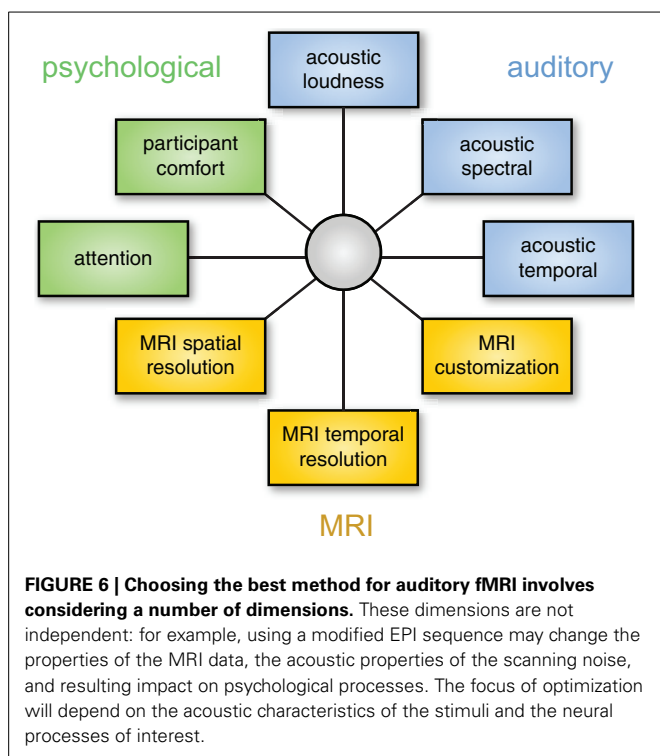 psychological
acoustic
loudness
auditory
participant
comfort
acoustic
spectral
attention
acoustic
temporal
MRI spatial
resolution
MRI
customization
MRI temporal
resolution
MRI
FIGURE 6 | Choosing the best method for auditory fMRI involves
considering a number of dimensions. These dimensions are not
independent: for example, using a modified EPI sequence may change the
properties of the MRI data, the acoustic properties of the scanning noise,
and resulting impact on psychological processes. The focus of optimization
will depend on the acoustic characteristics of the stimuli and the neural
processes of interest.